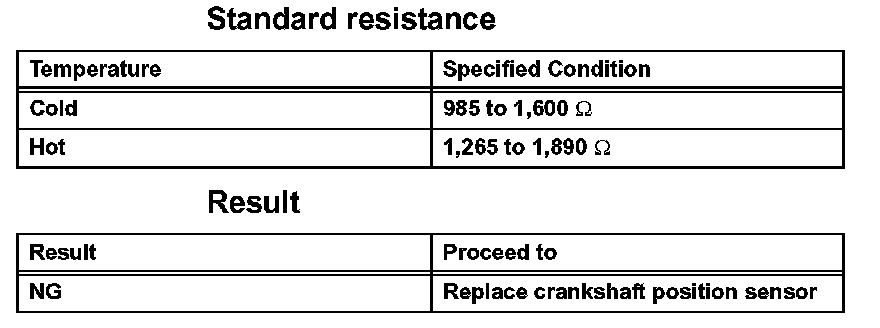 Standard resistance
Temperature Specified Condition
Cold 985 to 1,600 Ω
Hot 1,265 to 1,890 Ω
Result
Result Proceed to
NG Replace crankshaft position sensor